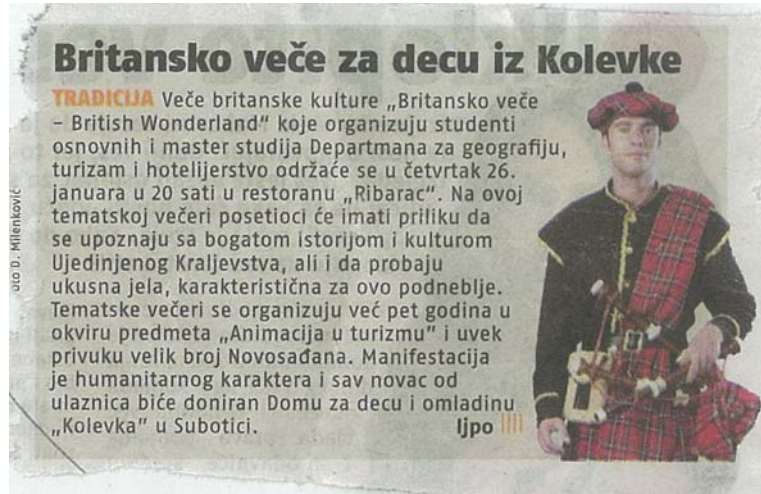 Britansko veče za decu iz Kolevke
TRADICIJA Veče britanske kulture „Britansko veče
– British Wonderland“ koje organizuju studenti
osnovnih i master studija Departmana za geografiju,
turizam i hotelijerstvo održaće se u četvrtak 26.
januara u 20 sati u restoranu „Ribarac“. Na ovoj
tematskoj večeri posetioci će imati priliku da
se upoznaju sa bogatom istorijom i kulturom
Ujedinjenog Kraljevstva, ali i da probaju
ukusna jela, karakteristična za ovo podneblje.
Tematske večeri se organizuju već pet godina u
okviru predmeta „Animacija u turizmu“ i uvek
privuku velik broj Novosađana. Manifestacija
je humanitarnog karaktera i sav novac od
ulaznica biće doniran Domu za decu i omladinu
„Kolevka“ u Subotici. ljpo
oto D. Milenković